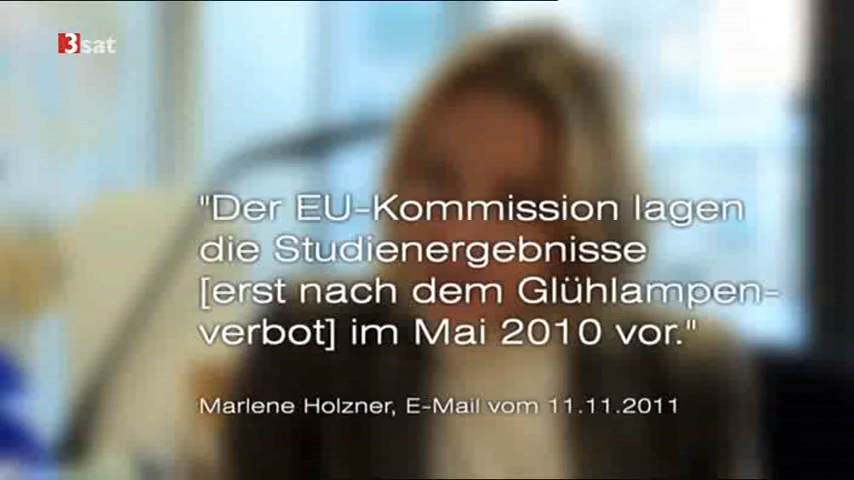 3sat
"Der EU-Kommission lagen
die Studienergebnisse
[erst nach dem Glühlampen-
verbot] im Mai 2010 vor."
Marlene Holzner, E-Mail vom 11.11.2011